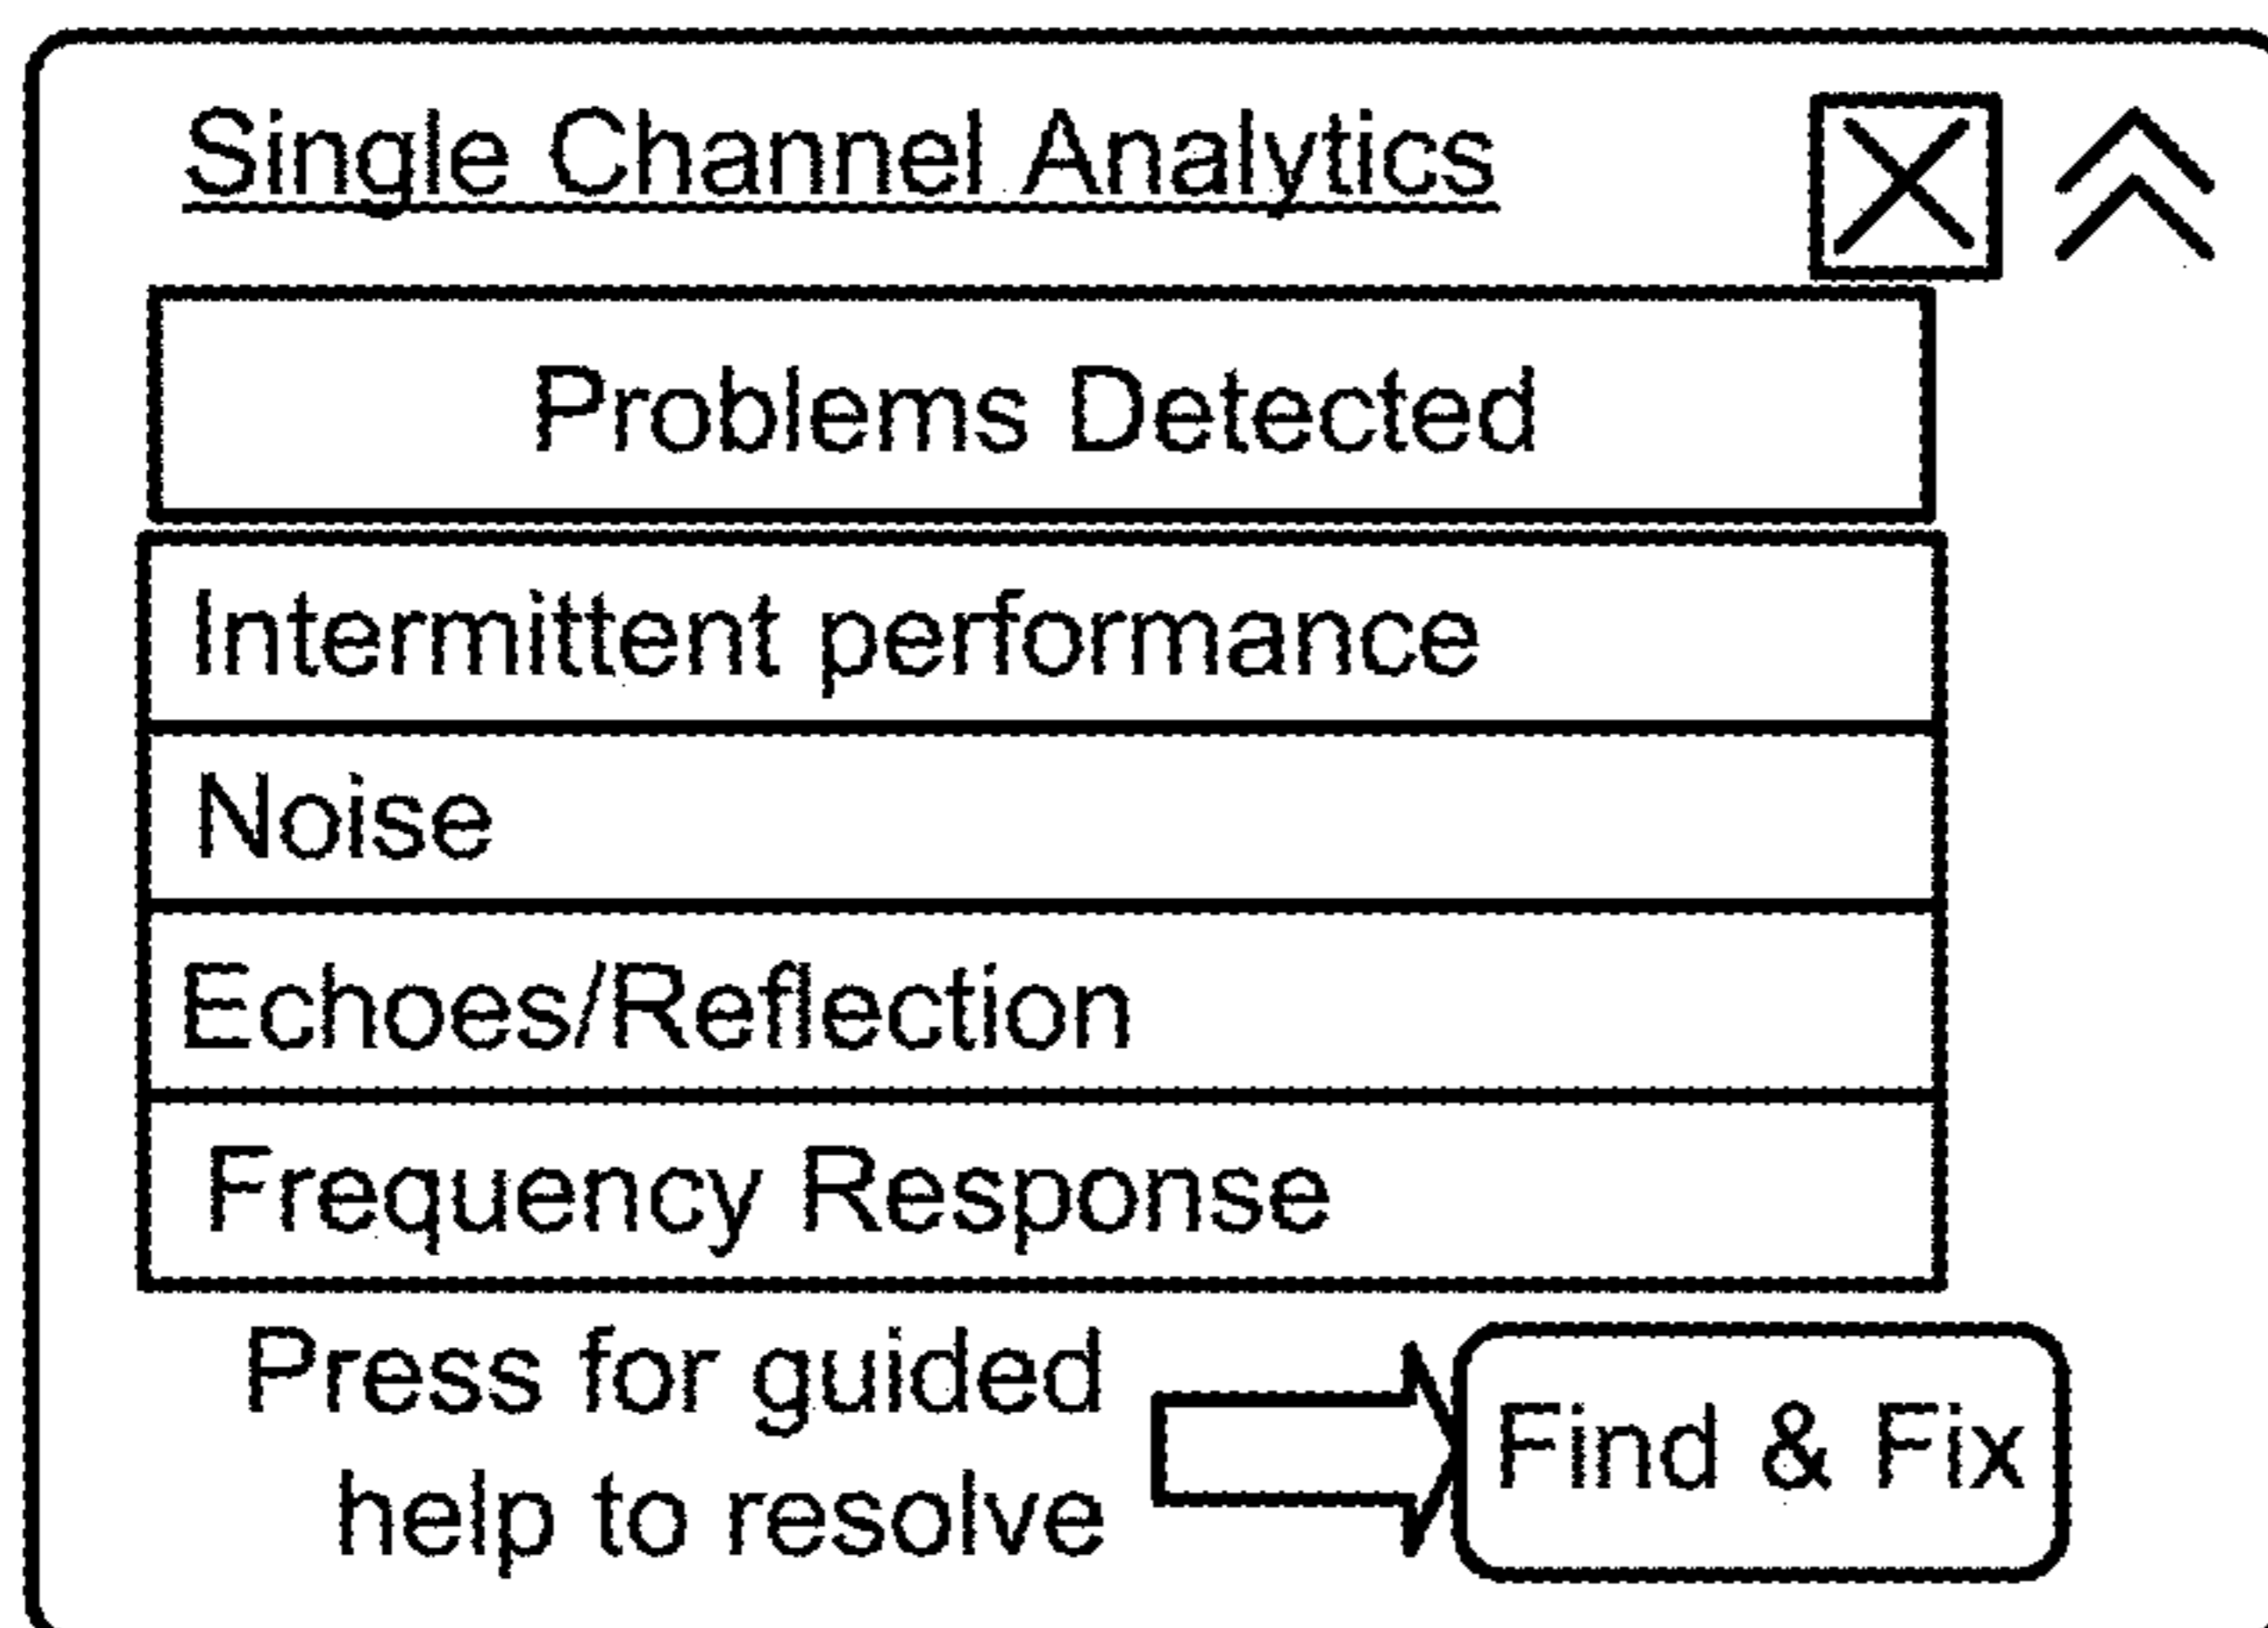 Single Channel Analytics
Problems Detected
Intermittent performance
Noise
Echoes/Reflection
Frequency Response
Press for guided
help to resolve
Find & Fix